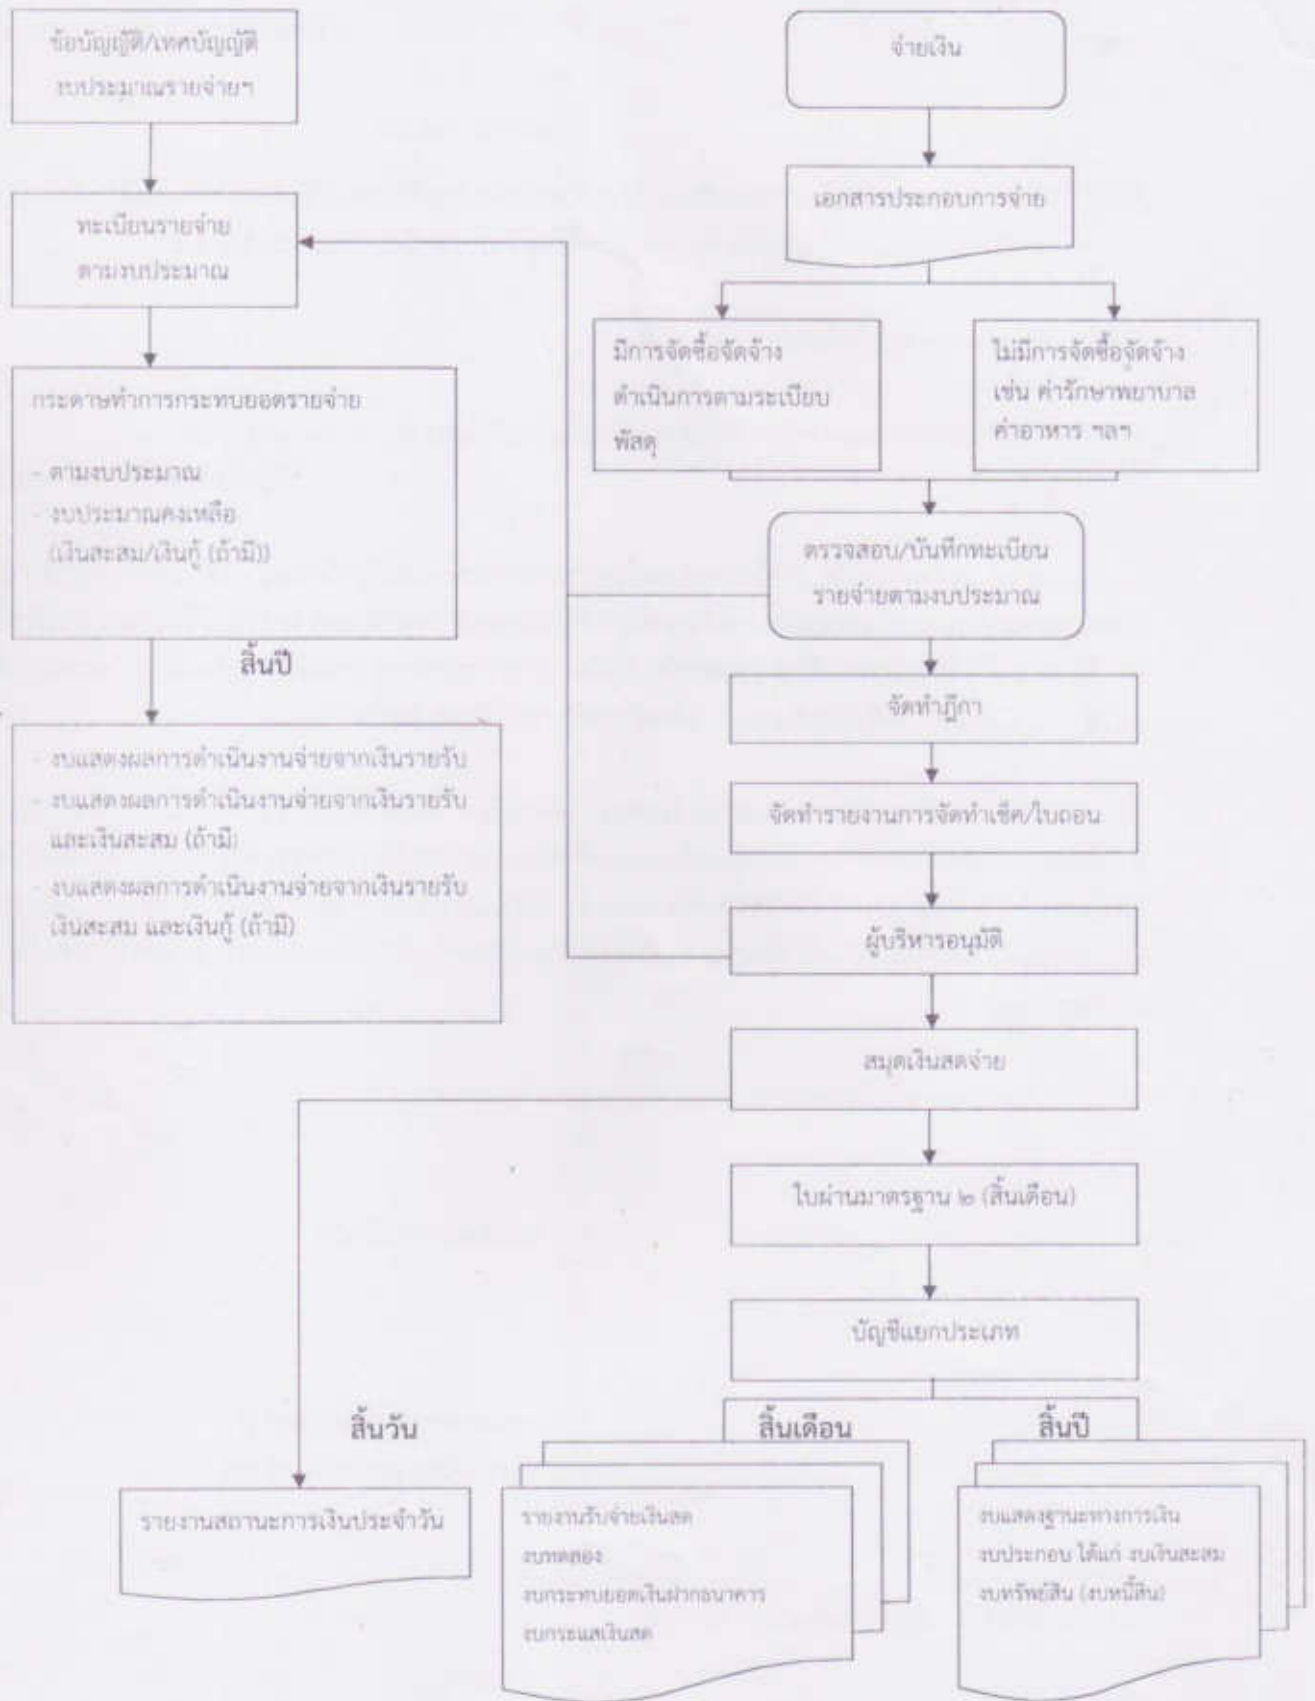 ข้อบัญญัติ/เทศบัญญัติ
งบประมาณรายจ่ายฯ
ทะเบียนรายจ่าย
ตามงบประมาณ
กระดาษทำการกระทบยอดรายจ่าย
- ตามงบประมาณ
- งบประมาณคงเหลือ
(เงินสะสม/เงินกู้ (ถ้ามี))
สิ้นปี
- งบแสดงผลการดำเนินงานจ่ายจากเงินรายรับ
- งบแสดงผลการดำเนินงานจ่ายจากเงินรายรับ
และเงินสะสม (ถ้ามี)
- งบแสดงผลการดำเนินงานจ่ายจากเงินรายรับ
เงินสะสม และเงินกู้ (ถ้ามี)
จ่ายเงิน
เอกสารประกอบการจ่าย
มีการจัดซื้อจัดจ้าง
ดำเนินการตามระเบียบ
พัสดุ
ไม่มีการจัดซื้อจัดจ้าง
เช่น ค่ารักษาพยาบาล
ค่าอาหาร ฯลฯ
ตรวจสอบ/บันทึกทะเบียน
รายจ่ายตามงบประมาณ
จัดทำฎีกา
จัดทำรายงานการจัดทำเช็ค/ใบถอน
ผู้บริหารอนุมัติ
สมุดเงินสดจ่าย
ใบผ่านมาตรฐาน ๒ (สิ้นเดือน)
บัญชีแยกประเภท
สิ้นวัน
รายงานสถานะการเงินประจำวัน
สิ้นเดือน
รายงานรับจ่ายเงินสด
งบทดลอง
งบกระทบยอดเงินฝากธนาคาร
งบกระแสเงินสด
สิ้นปี
งบแสดงฐานะทางการเงิน
งบประกอบ ได้แก่ งบเงินสะสม
งบทรัพย์สิน (งบหนี้สิน)